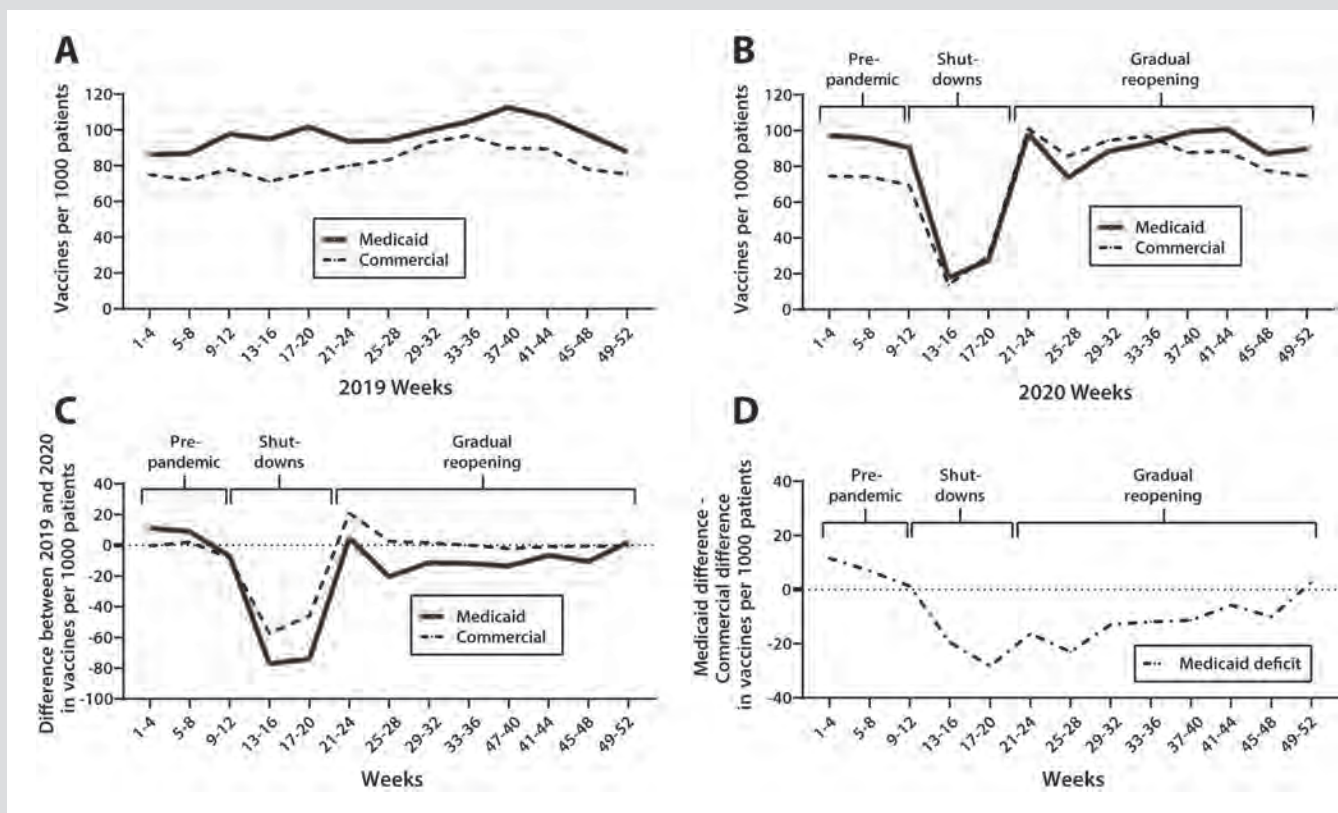 A
Vaccines per 1000 patients
120
100
80
60
40
20
0
Medicaid
Commercial
1-4
5-8
9-12
13-16
17-20
21-24
25-28
29-32
33-36
37-40
41-44
45-48
49-52
2019 Weeks
B
Pre-
pandemic
Shut-
downs
Gradual
reopening
Vaccines per 1000 patients
120
100
80
60
40
20
0
Medicaid
Commercial
1-4
5-8
9-12
13-16
17-20
21-24
25-28
29-32
33-36
37-40
41-44
45-48
49-52
2020 Weeks
C
Pre-
pandemic
Shut-
downs
Gradual
reopening
Difference between 2019 and 2020
in vaccines per 1000 patients
40
20
0
-20
-40
-60
-80
-100
Medicaid
Commercial
1-4
5-8
9-12
13-16
17-20
21-24
25-28
29-32
33-36
47-40
41-44
45-48
49-52
Weeks
D
Pre-
pandemic
Shut-
downs
Gradual
reopening
Medicaid difference -
Commercial difference
in vaccines per 1000 patients
40
20
0
-20
-40
Medicaid deficit
1-4
5-8
9-12
13-16
17-20
21-24
25-28
29-32
33-36
37-40
41-44
45-48
49-52
Weeks